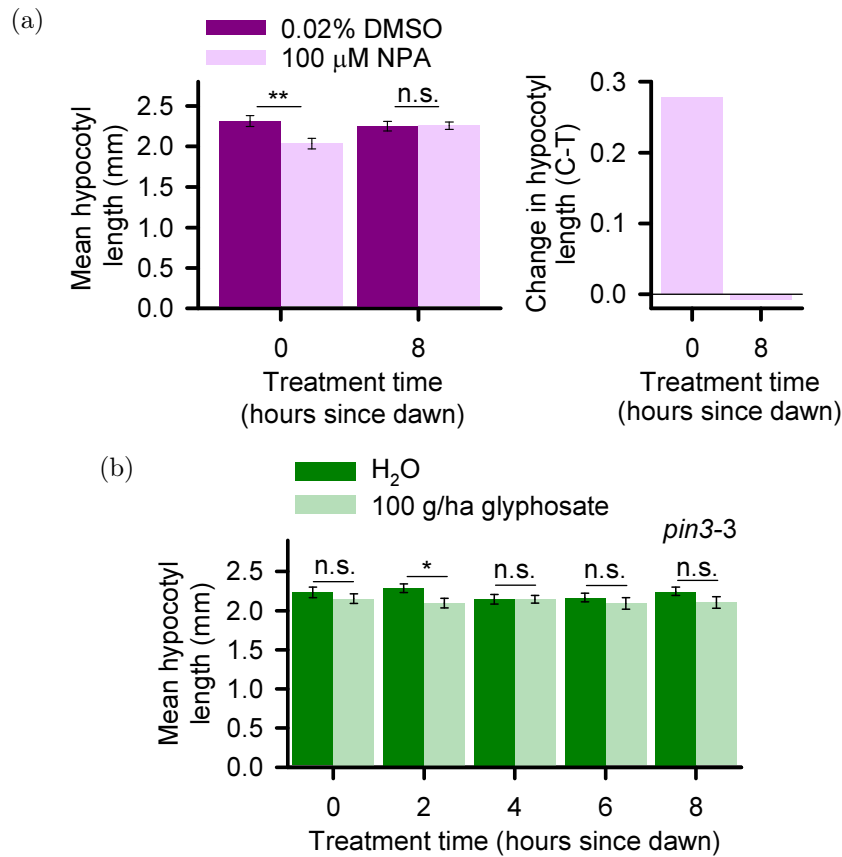 (a)
0.02% DMSO
100 μM NPA
Mean hypocotyl
length (mm)
2.5
2.0
1.5
1.0
0.5
0.0
**
n.s.
0 8
Treatment time
(hours since dawn)
Change in hypocotyl
length (C-T)
0.3
0.2
0.1
0.0
0 8
Treatment time
(hours since dawn)
(b)
H₂O
100 g/ha glyphosate
pin3-3
Mean hypocotyl
length (mm)
2.5
2.0
1.5
1.0
0.5
0.0
n.s. * n.s. n.s. n.s.
0 2 4 6 8
Treatment time (hours since dawn)